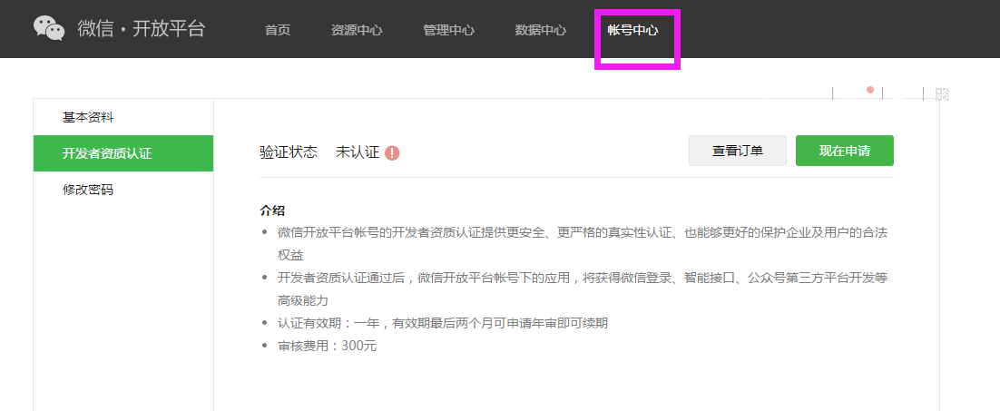 微信·开放平台 首页 资源中心 管理中心 数据中心 帐号中心
基本资料
开发者资质认证
修改密码
验证状态 未认证 查看订单 现在申请
介绍
微信开放平台帐号的开发者资质认证提供更安全、更严格的真实性认证、也能够更好的保护企业及用户的合法
权益
开发者资质认证通过后，微信开放平台帐号下的应用，将获得微信登录、智能接口、公众号第三方平台开发等
高级能力
认证有效期：一年，有效期最后两个月可申请年审即可续期
审核费用：300元